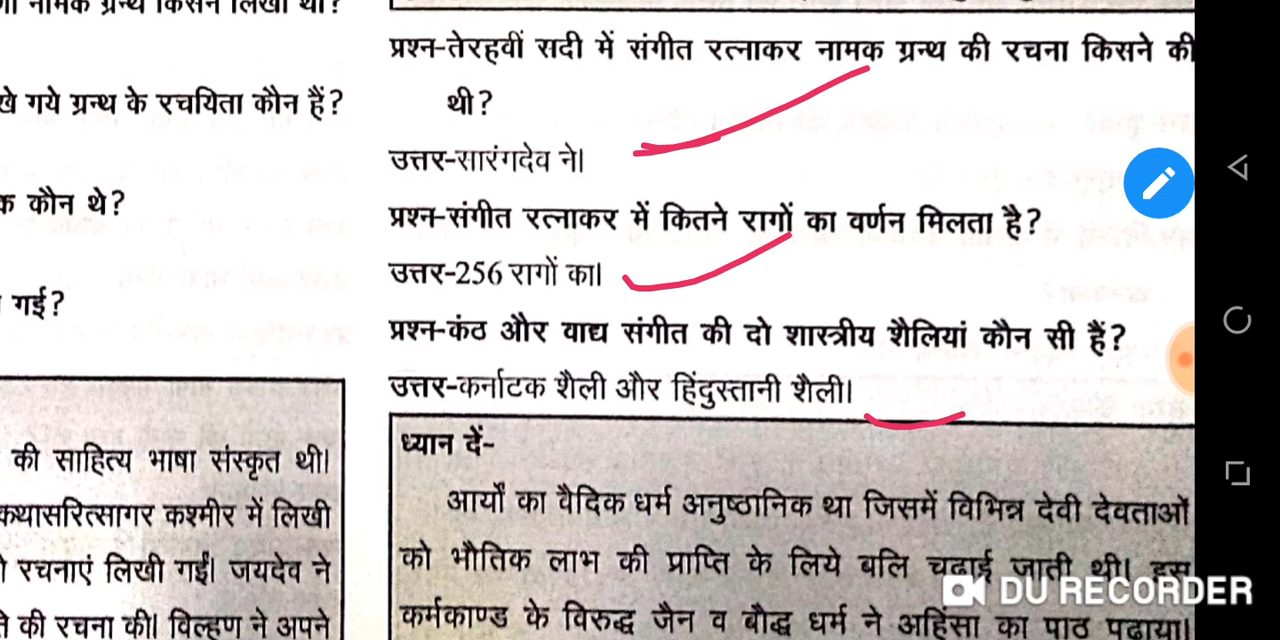 नामक ग्रन्थ किसने लिखा था?
गये ग्रन्थ के रचयिता कौन हैं?
कौन थे?
गई?
की साहित्य भाषा संस्कृत थी।
कथासरित्सागर कश्मीर में लिखी
रचनाएं लिखी गईं। जयदेव ने
की रचना की। विल्हण ने अपने
प्रश्न-तेरहवीं सदी में संगीत रत्नाकर नामक ग्रन्थ की रचना किसने की
थी?
उत्तर-सारंगदेव ने।
प्रश्न-संगीत रत्नाकर में कितने रागों का वर्णन मिलता है?
उत्तर-256 रागों का।
प्रश्न-कंठ और वाद्य संगीत की दो शास्त्रीय शैलियां कौन सी हैं?
उत्तर-कर्नाटक शैली और हिंदुस्तानी शैली।
ध्यान दें-
आर्यों का वैदिक धर्म अनुष्ठानिक था जिसमें विभिन्न देवी देवताओं
को भौतिक लाभ की प्राप्ति के लिये बलि चढाई जाती थी। इस
कर्मकाण्ड के विरुद्ध जैन व बौद्ध धर्म ने अहिंसा का पाठ पढाया।
DU RECORDER